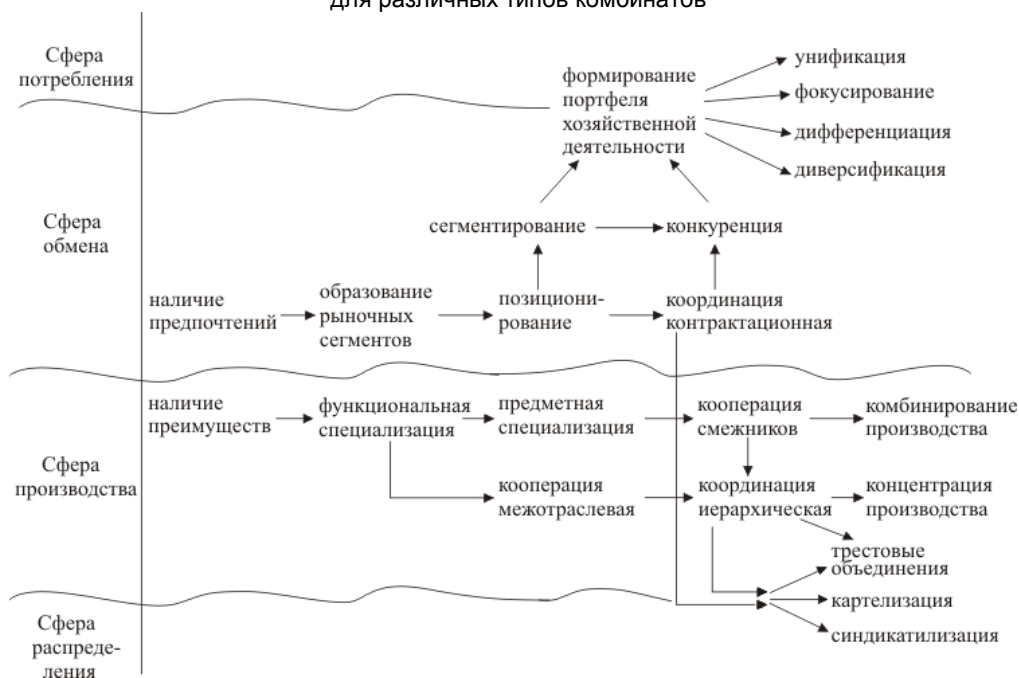 для различных типов комбинатов
Сфера
потребления
формирование
портфеля
хозяйственной
деятельности
унификация
фокусирование
дифференциация
диверсификация
Сфера
обмена
сегментирование
конкуренция
наличие
предпочтений
образование
рыночных
сегментов
позициони-
рование
координация
контрактационная
Сфера
производства
наличие
преимуществ
функциональная
специализация
предметная
специализация
кооперация
смежников
комбинирование
производства
кооперация
межотраслевая
координация
иерархическая
концентрация
производства
трестовые
объединения
картелизация
синдикатилизация
Сфера
распреде-
ления